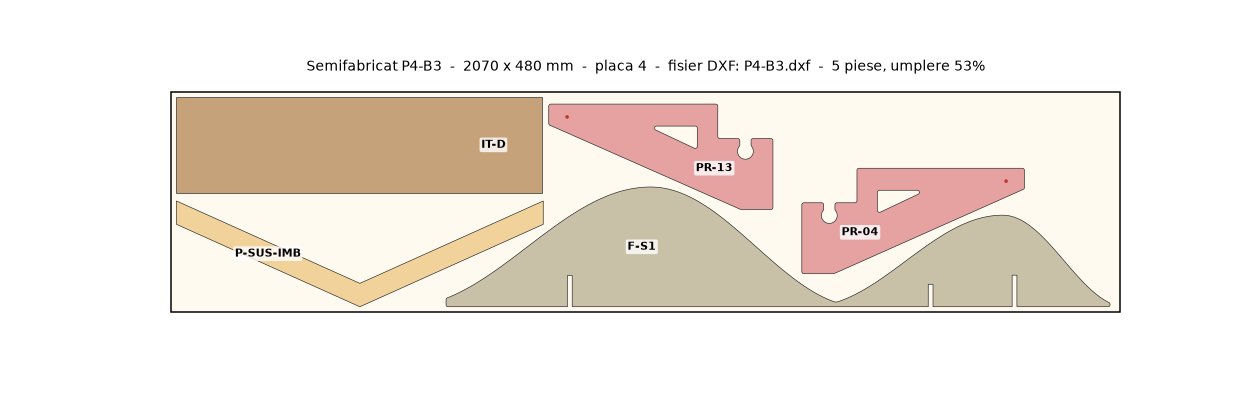 Semifabricat P4-B3 - 2070 x 480 mm - placa 4 - fisier DXF: P4-B3.dxf - 5 piese, umplere 53%
IT-D
PR-13
PR-04
F-S1
P-SUS-IMB